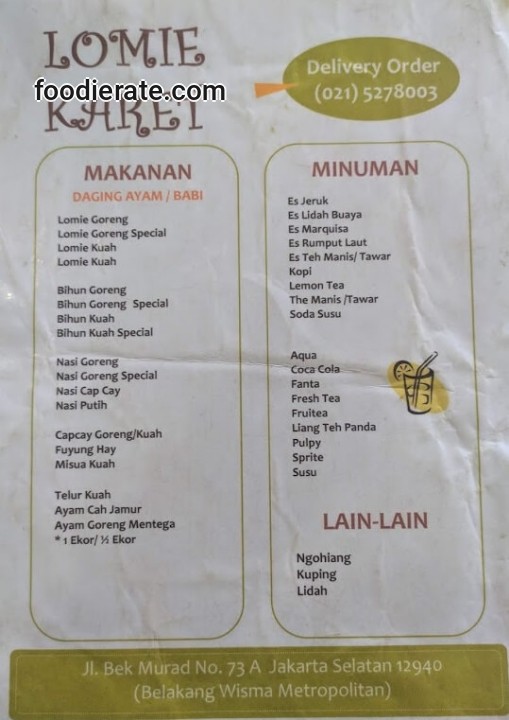 LOMIE
foodierate.com
KARET
Delivery Order
(021) 5278003
MAKANAN
DAGING AYAM / BABI
Lomie Goreng
Lomie Goreng Special
Lomie Kuah
Lomie Kuah
Bihun Goreng
Bihun Goreng Special
Bihun Kuah
Bihun Kuah Special
Nasi Goreng
Nasi Goreng Special
Nasi Cap Cay
Nasi Putih
Capcay Goreng/Kuah
Fuyung Hay
Misua Kuah
Telur Kuah
Ayam Cah Jamur
Ayam Goreng Mentega
* 1 Ekor/ ½ Ekor
MINUMAN
Es Jeruk
Es Lidah Buaya
Es Marquisa
Es Rumput Laut
Es Teh Manis/ Tawar
Kopi
Lemon Tea
The Manis /Tawar
Soda Susu
Aqua
Coca Cola
Fanta
Fresh Tea
Fruitea
Liang Teh Panda
Pulpy
Sprite
Susu
LAIN-LAIN
Ngohiang
Kuping
Lidah
Jl. Bek Murad No. 73 A Jakarta Selatan 12940
(Belakang Wisma Metropolitan)